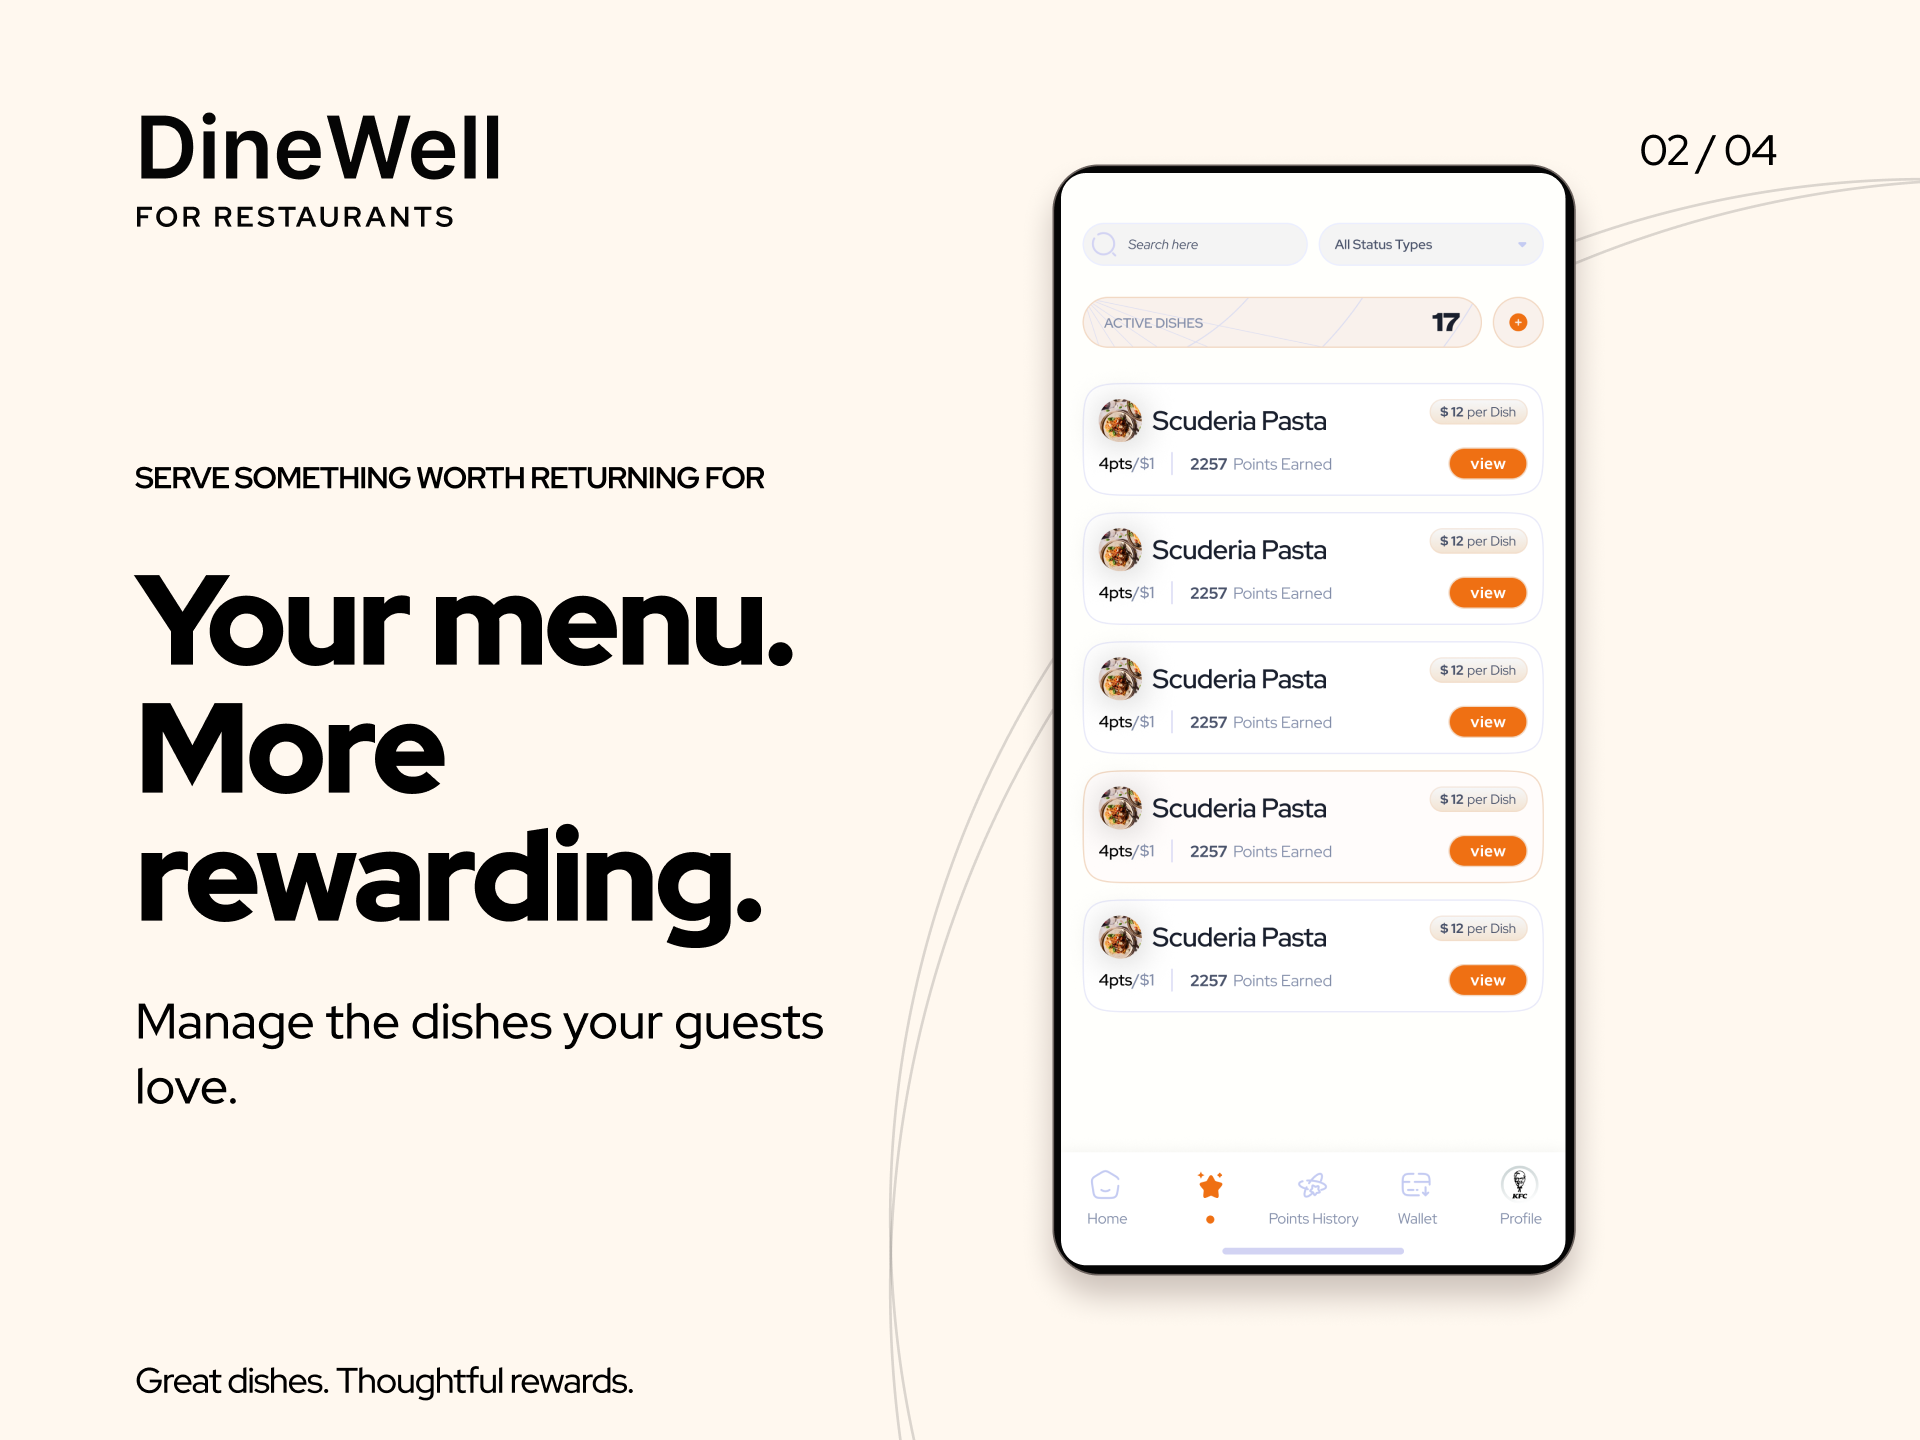 DineWell
FOR RESTAURANTS
02 / 04
SERVE SOMETHING WORTH RETURNING FOR
Your menu.
More
rewarding.
Manage the dishes your guests
love.
Great dishes. Thoughtful rewards.
Search here
All Status Types
ACTIVE DISHES
17
Scuderia Pasta
$ 12 per Dish
4pts/$1
2257 Points Earned
view
Scuderia Pasta
$ 12 per Dish
4pts/$1
2257 Points Earned
view
Scuderia Pasta
$ 12 per Dish
4pts/$1
2257 Points Earned
view
Scuderia Pasta
$ 12 per Dish
4pts/$1
2257 Points Earned
view
Scuderia Pasta
$ 12 per Dish
4pts/$1
2257 Points Earned
view
Home
Points History
Wallet
KFC
Profile